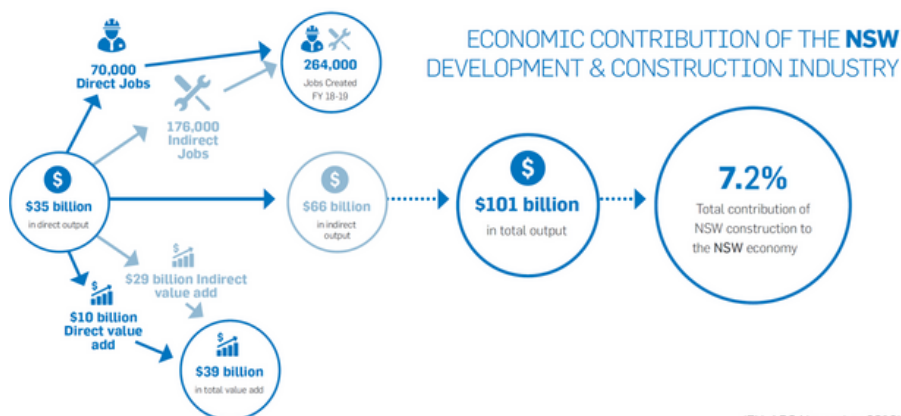 ECONOMIC CONTRIBUTION OF THE NSW
DEVELOPMENT & CONSTRUCTION INDUSTRY
70,000
Direct Jobs
264,000
Jobs Created
FY 18-19
176,000
Indirect
Jobs
$35 billion
in direct output
$66 billion
in indirect
output
$101 billion
in total output
7.2%
Total contribution of
NSW construction to
the NSW economy
$29 billion Indirect
value add
$10 billion
Direct value
add
$39 billion
in total value add